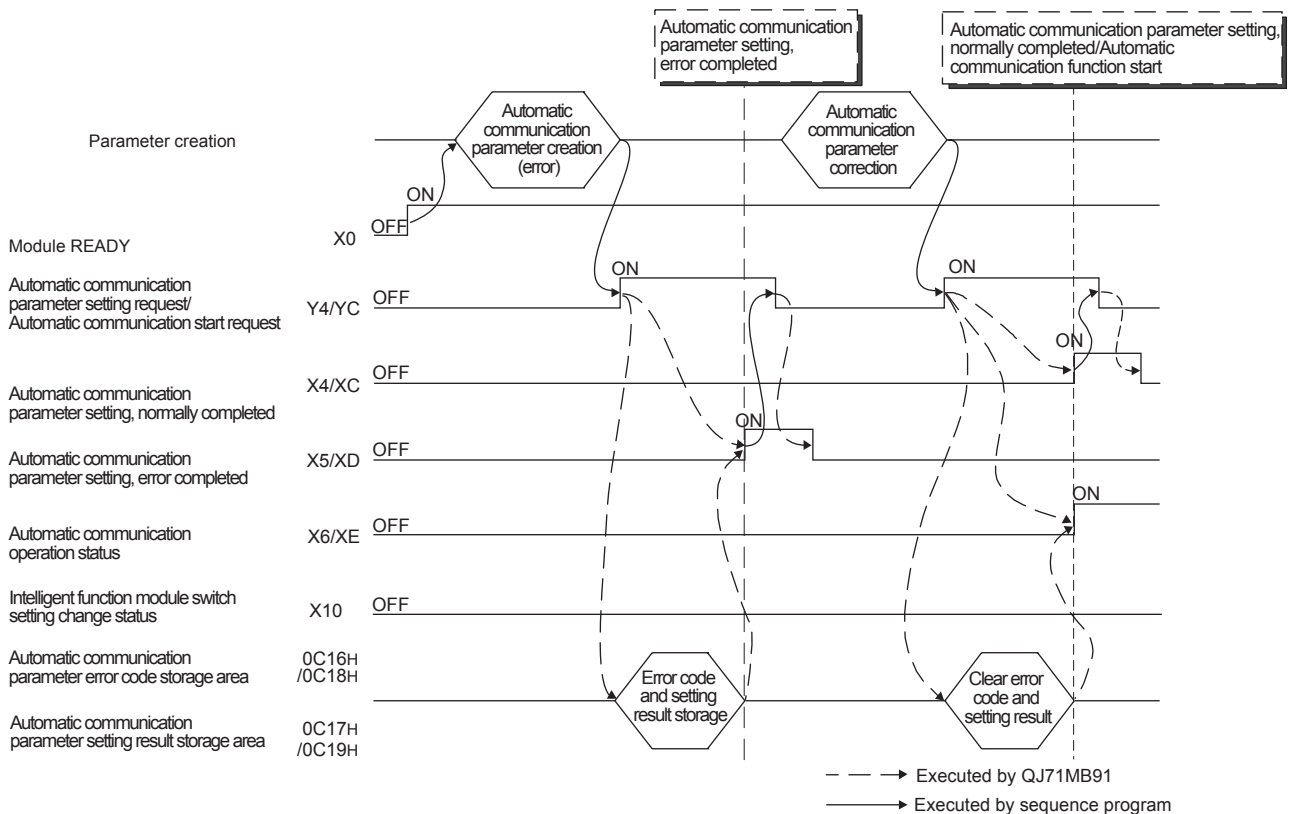 Automatic communication
parameter setting,
error completed
Automatic communication parameter setting,
normally completed/Automatic
communication function start
Parameter creation
Automatic
communication
parameter creation
(error)
Automatic
communication
parameter
correction
Module READY
X0
OFF
ON
Automatic communication
parameter setting request/
Automatic communication start request
Y4/YC
OFF
ON
ON
Automatic communication
parameter setting, normally completed
X4/XC
OFF
ON
Automatic communication
parameter setting, error completed
X5/XD
OFF
ON
Automatic communication
operation status
X6/XE
OFF
ON
Intelligent function module switch
setting change status
X10
OFF
Automatic communication
parameter error code storage area
0C16H
/0C18H
Error code
and setting
result storage
Clear error
code and
setting result
Automatic communication
parameter setting result storage area
0C17H
/0C19H
Executed by QJ71MB91
Executed by sequence program